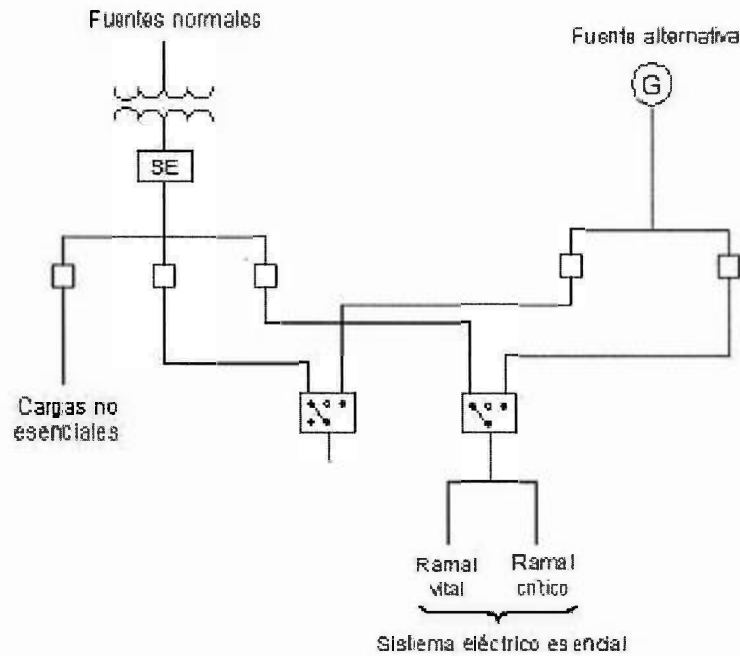 Fuentes normales
Fuente alternativa
G
SE
Cargas no
esenciales
Ramal
vital
Ramal
crítico
Sistema eléctrico esencial